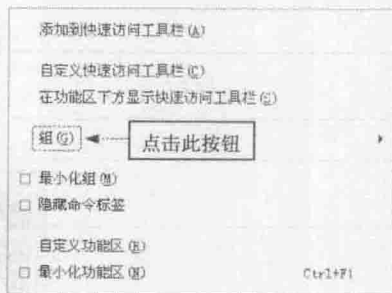 添加到快速访问工具栏(A)
自定义快速访问工具栏(C)
在功能区下方显示快速访问工具栏(S)
组(G)
点击此按钮
最小化组(M)
隐藏命令标签
自定义功能区(R)
最小化功能区(N) Ctrl+F1